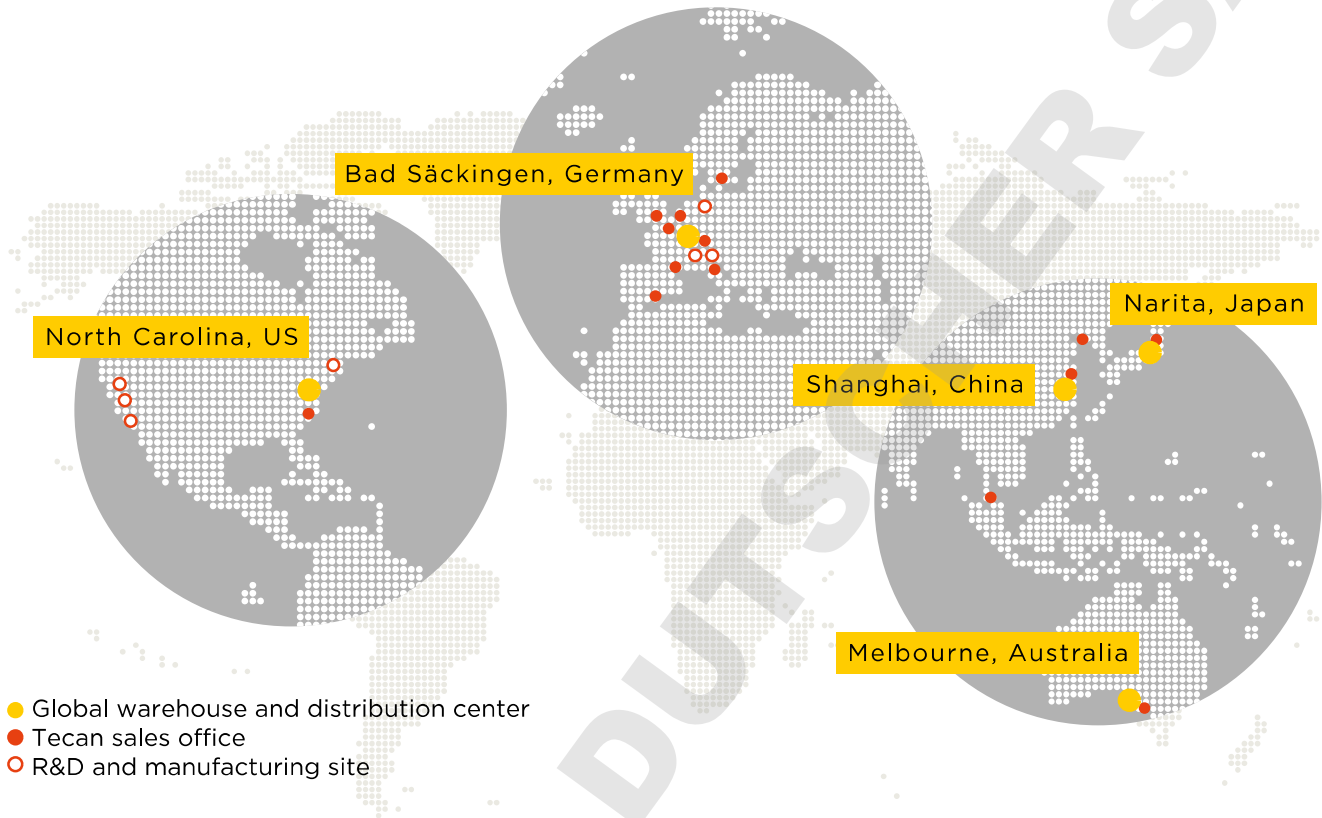 Bad Säckingen, Germany
North Carolina, US
Narita, Japan
Shanghai, China
Melbourne, Australia
Global warehouse and distribution center
Tecan sales office
R&D and manufacturing site
DUTSCHER S